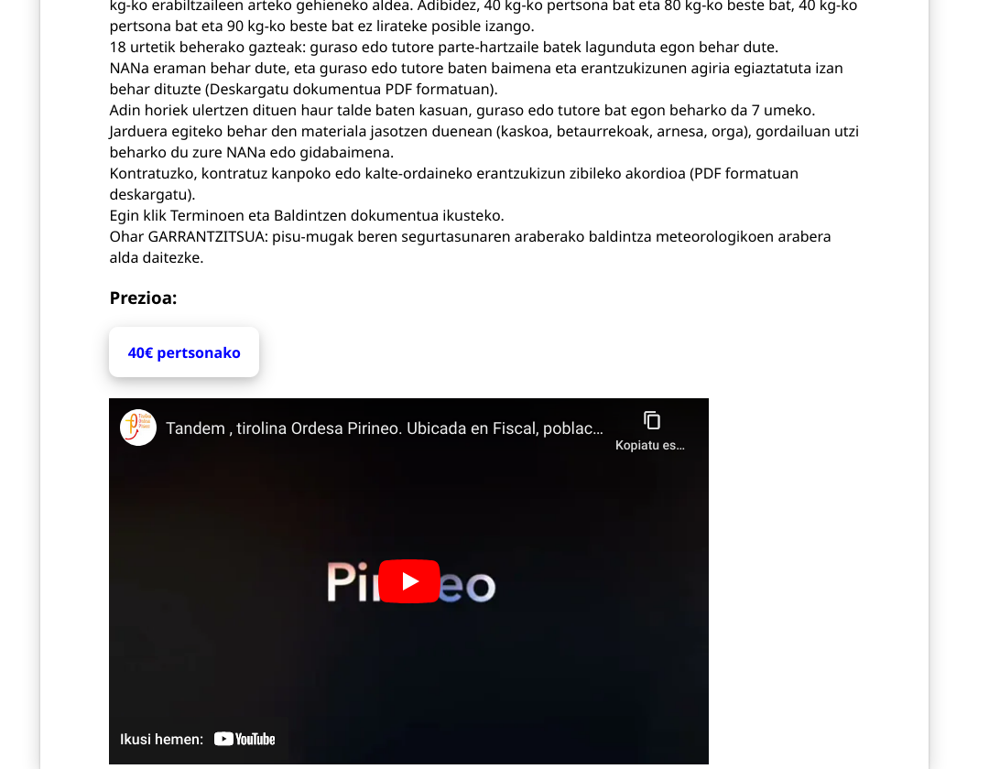 kg-ko erabiltzaileen arteko gehieneko aldea. Adibidez, 40 kg-ko pertsona bat eta 80 kg-ko beste bat, 40 kg-ko
pertsona bat eta 90 kg-ko beste bat ez lirateke posible izango.
18 urtetik beherako gazteak: guraso edo tutore parte-hartzaile batek lagunduta egon behar dute.
NANa eraman behar dute, eta guraso edo tutore baten baimena eta erantzukizunen agiria egiaztatuta izan
behar dituzte (Deskargatu dokumentua PDF formatuan).
Adin horiek ulertzen dituen haur talde baten kasuan, guraso edo tutore bat egon beharko da 7 umeko.
Jarduera egiteko behar den materiala jasotzen duenean (kaskoa, betaurrekoak, arnesa, orga), gordailuan utzi
beharko du zure NANa edo gidabaimena.
Kontratuzko, kontratuz kanpoko edo kalte-ordaineko erantzukizun zibileko akordioa (PDF formatuan
deskargatu).
Egin klik Terminoen eta Baldintzen dokumentua ikusteko.
Ohar GARRANTZITSUA: pisu-mugak beren segurtasunaren araberako baldintza meteorologikoen arabera
alda daitezke.
Prezioa:
40€ pertsonako
Tandem , tirolina Ordesa Pirineo. Ubicada en Fiscal, poblac...
Kopiatu es...
Ikusi hemen: YouTube